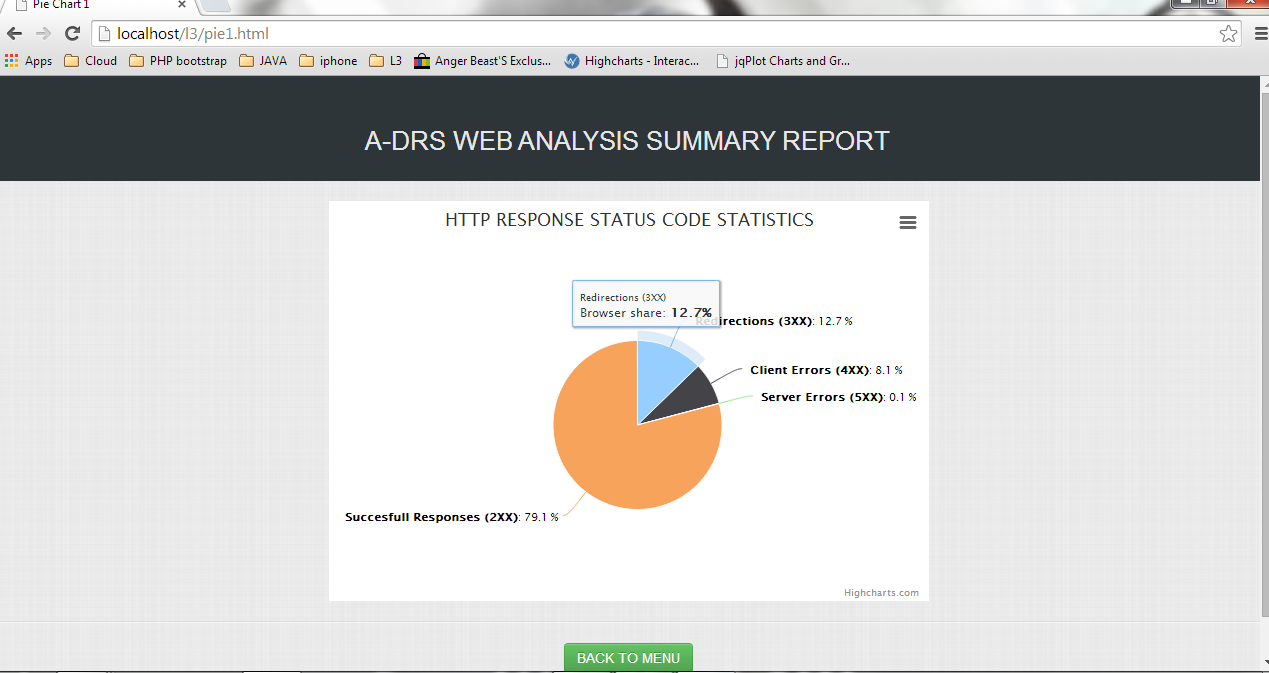 Pie Chart 1
localhost/l3/pie1.html
Apps Cloud PHP bootstrap JAVA iphone L3 Anger Beast'S Exclus... Highcharts - Interac... jqPlot Charts and Gr...
A-DRS WEB ANALYSIS SUMMARY REPORT
HTTP RESPONSE STATUS CODE STATISTICS
Redirections (3XX)
Browser share: 12.7%
Redirections (3XX): 12.7 %
Client Errors (4XX): 8.1 %
Server Errors (5XX): 0.1 %
Succesfull Responses (2XX): 79.1 %
Highcharts.com
BACK TO MENU